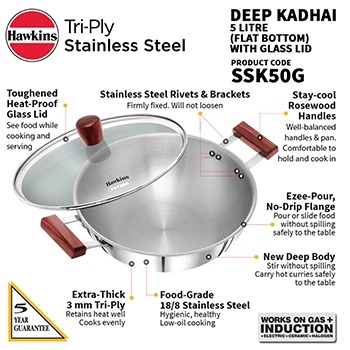 Hawkins
Tri-Ply
Stainless Steel
DEEP KADHAI
5 LITRE
(FLAT BOTTOM)
WITH GLASS LID
PRODUCT CODE
SSK50G
Toughened
Heat-Proof
Glass Lid
See food while
cooking and
serving
Stainless Steel Rivets & Brackets
Firmly fixed. Will not loosen
Stay-cool
Rosewood
Handles
Well-balanced
handles & pan.
Comfortable to
hold and cook in
Hawkins
Ezee-Pour,
No-Drip Flange
Pour or slide food
without spilling
safely to the table
New Deep Body
Stir without spilling
Carry hot curries safely
to the table
5
YEAR
GUARANTEE
Extra-Thick
3 mm Tri-Ply
Retains heat well
Cooks evenly
Food-Grade
18/8 Stainless Steel
Hygienic, healthy
Low-oil cooking
WORKS ON GAS +
INDUCTION
+ELECTRIC+CERAMIC+HALOGEN